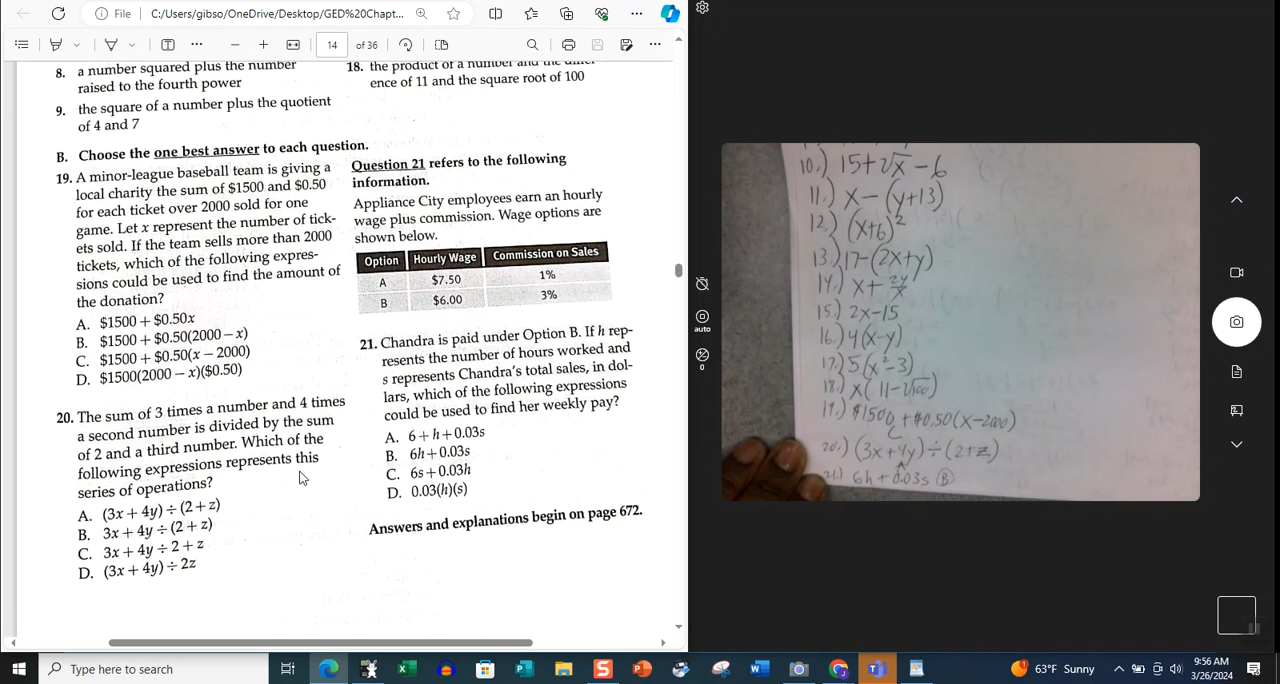 File
C:/Users/gibso/OneDrive/Desktop/GED%20Chapt...
14
of 36
8. a number squared plus the number
raised to the fourth power
9. the square of a number plus the quotient
of 4 and 7
18. the product of a number and the differ-
ence of 11 and the square root of 100
B. Choose the one best answer to each question.
19. A minor-league baseball team is giving a
local charity the sum of $1500 and $0.50
for each ticket over 2000 sold for one
game. Let x represent the number of tick-
ets sold. If the team sells more than 2000
tickets, which of the following expres-
sions could be used to find the amount of
the donation?
A. $1500 + $0.50x
B. $1500 + $0.50(2000 – x)
C. $1500 + $0.50(x – 2000)
D. $1500(2000 – x)($0.50)
20. The sum of 3 times a number and 4 times
a second number is divided by the sum
of 2 and a third number. Which of the
following expressions represents this
series of operations?
A. (3x + 4y) ÷ (2 + z)
B. 3x + 4y ÷ (2 + z)
C. 3x + 4y ÷ 2 + z
D. (3x + 4y) ÷ 2z
Question 21 refers to the following
information.
Appliance City employees earn an hourly
wage plus commission. Wage options are
shown below.
Option Hourly Wage Commission on Sales
A $7.50 1%
B $6.00 3%
21. Chandra is paid under Option B. If h rep-
resents the number of hours worked and
s represents Chandra's total sales, in dol-
lars, which of the following expressions
could be used to find her weekly pay?
A. 6 + h + 0.03s
B. 6h + 0.03s
C. 6s + 0.03h
D. 0.03(h)(s)
Answers and explanations begin on page 672.
10.) 15+√x - 6
11.) x - (y+13)
12.) (x+6)²
13.) 17-(2x+y)
14.) x + 24/x
15.) 2x-15
16.) 4(x-y)
17.) 5(x²-3)
18.) x(11-√100)
19.) $1500 + $0.50(x-2000)
C
20.) (3x+4y) ÷ (2+z)
A
21.) 6h + 0.03s B
auto
0
Type here to search
63°F Sunny
9:56 AM
3/26/2024